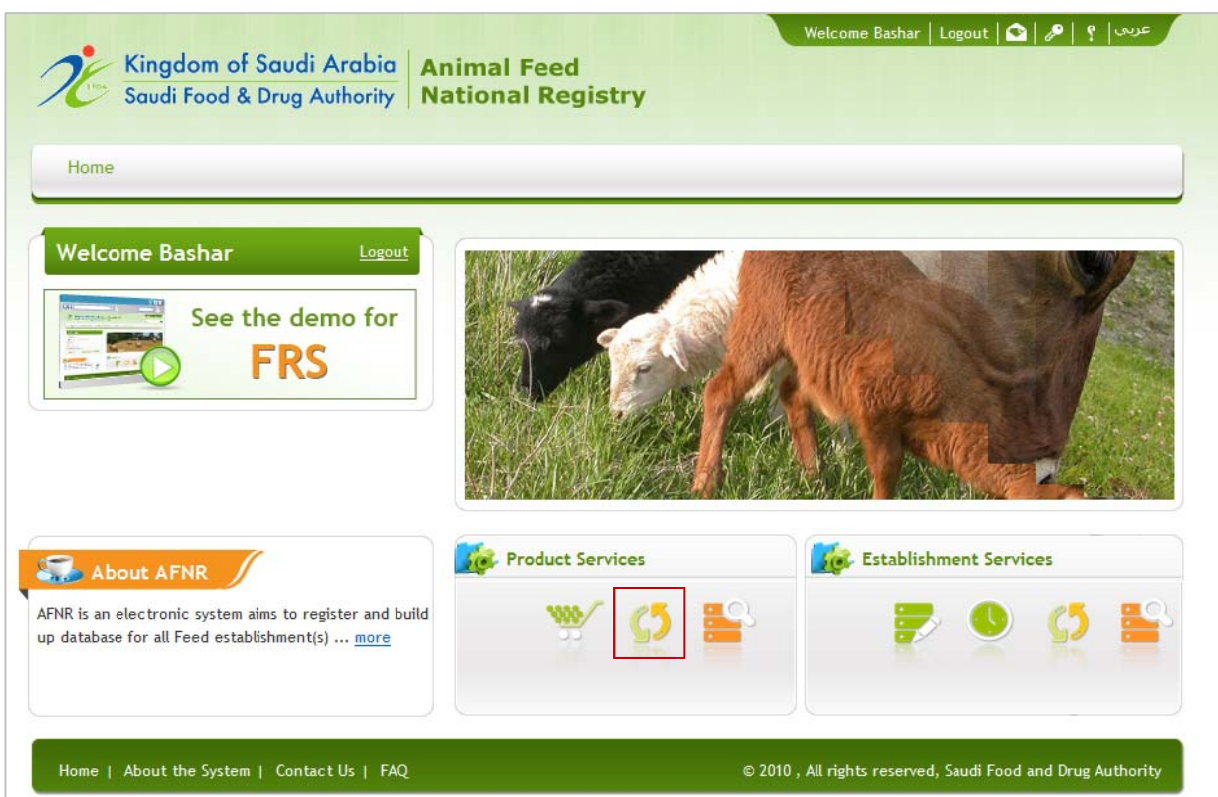 Welcome Bashar | Logout | | | ؟ | عربى
Kingdom of Saudi Arabia
Saudi Food & Drug Authority
Animal Feed
National Registry
Home
Welcome Bashar Logout
See the demo for
FRS
About AFNR
AFNR is an electronic system aims to register and build
up database for all Feed establishment(s) ... more
Product Services
Establishment Services
Home | About the System | Contact Us | FAQ
© 2010 , All rights reserved, Saudi Food and Drug Authority